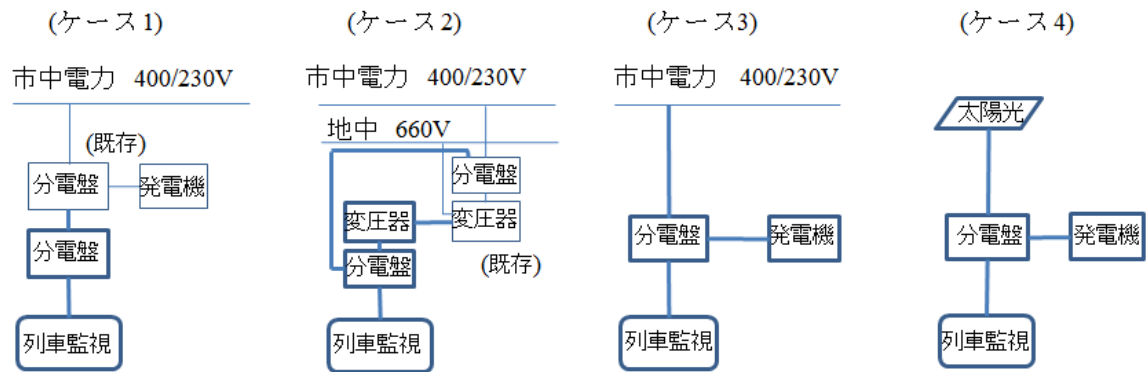 (ケース1)
市中電力 400/230V
(既存)
分電盤
発電機
分電盤
列車監視
(ケース2)
市中電力 400/230V
地中 660V
分電盤
変圧器
変圧器
分電盤
(既存)
列車監視
(ケース3)
市中電力 400/230V
分電盤
発電機
列車監視
(ケース4)
太陽光
分電盤
発電機
列車監視